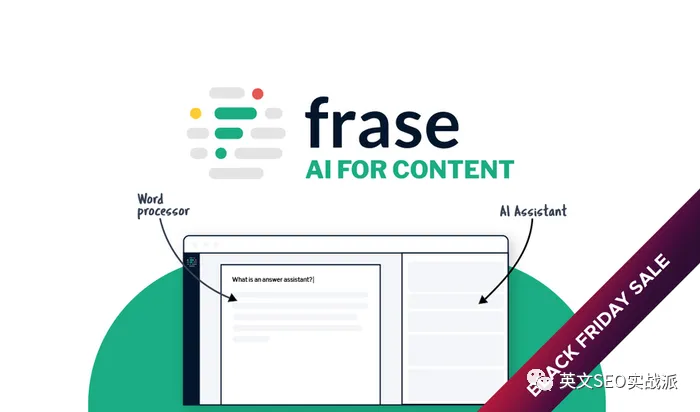 frase
AI FOR CONTENT
Word
processor
AI Assistant
What is an answer assistant?
BLACK FRIDAY SALE
英文SEO实战派